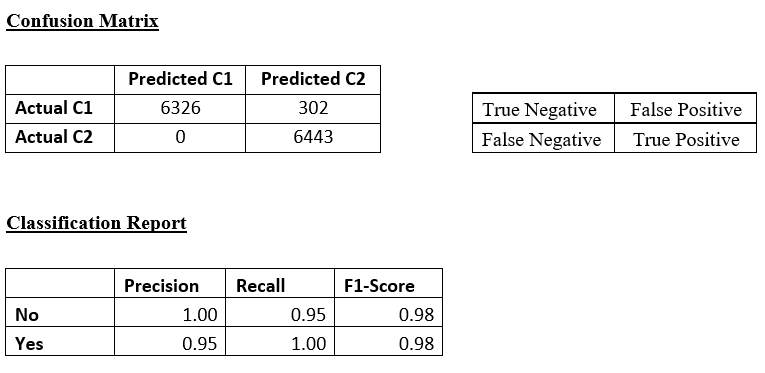 Confusion Matrix
Predicted C1 Predicted C2
Actual C1 6326 302
Actual C2 0 6443
True Negative False Positive
False Negative True Positive
Classification Report
Precision Recall F1-Score
No 1.00 0.95 0.98
Yes 0.95 1.00 0.98